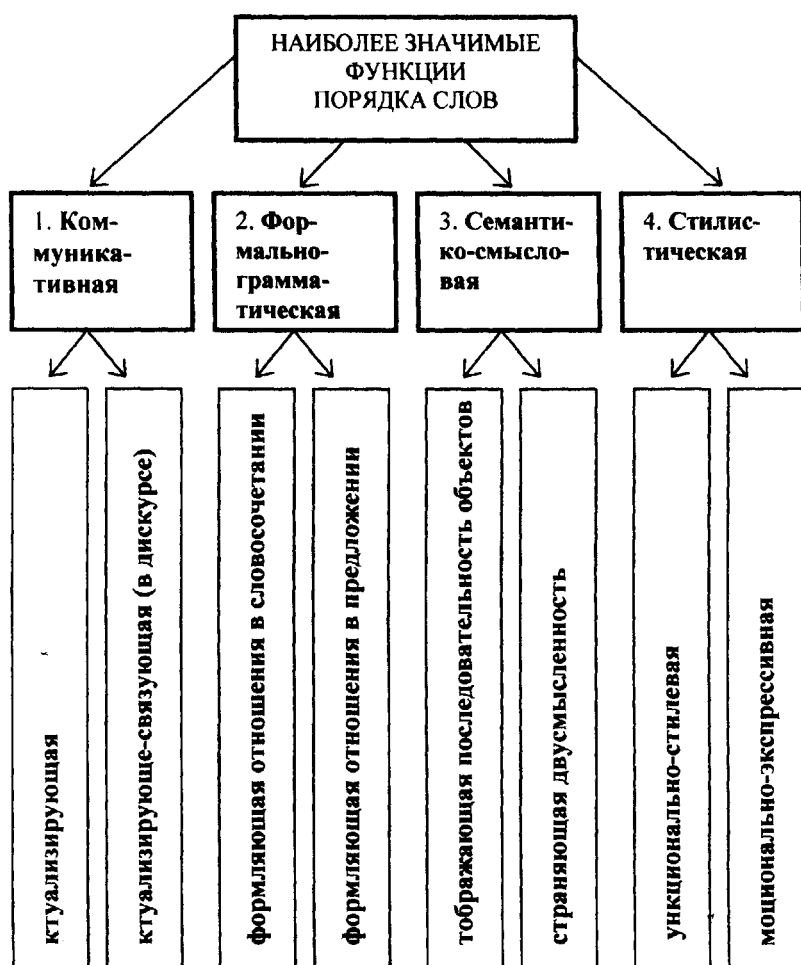 НАИБОЛЕЕ ЗНАЧИМЫЕ
ФУНКЦИИ
ПОРЯДКА СЛОВ
1. Ком-
муника-
тивная
2. Фор-
мально-
грамма-
тическая
3. Семанти-
ко-смысло-
вая
4. Стилис-
тическая
ктуализирующая
ктуализирующе-связующая (в дискурсе)
формляющая отношения в словосочетании
формляющая отношения в предложении
тображающая последовательность объектов
страняющая двусмысленность
ункционально-стилевая
моционально-экспрессивная